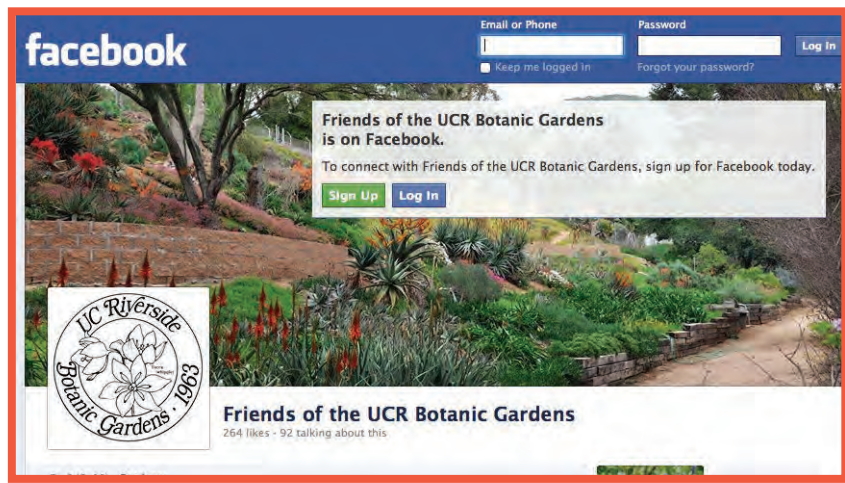 Email or Phone
Password
facebook
Log In
Keep me logged in
Forgot your password?
Friends of the UCR Botanic Gardens
is on Facebook.
To connect with Friends of the UCR Botanic Gardens, sign up for Facebook today.
Sign Up
Log In
UC Riverside
Botanic Gardens · 1963
Friends of the UCR Botanic Gardens
264 likes · 92 talking about this